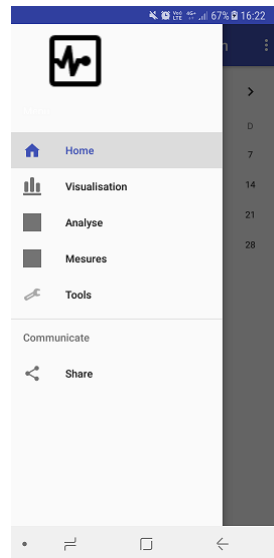 67% 16:22
n
Home
D
Visualisation
7
14
Analyse
21
Mesures
28
Tools
Communicate
Share